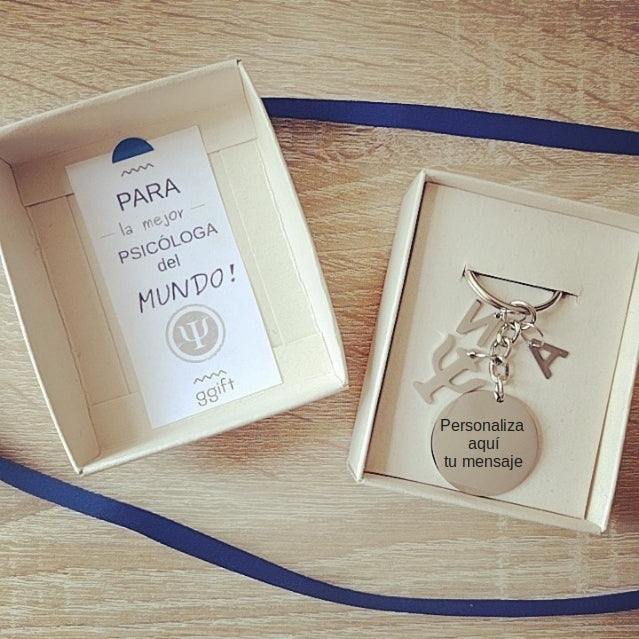 PARA
la mejor
PSICÓLOGA
del
MUNDO!
Ψ
ggift
N
A
Ψ
Personaliza
aquí
tu mensaje